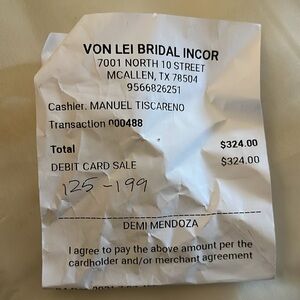 VON LEI BRIDAL INCOR
7001 NORTH 10 STREET
MCALLEN, TX 78504
9566826251
Cashier. MANUEL TISCARENO
Transaction 000488
Total $324.00
DEBIT CARD SALE $324.00
125-199
DEMI MENDOZA
I agree to pay the above amount per the
cardholder and/or merchant agreement